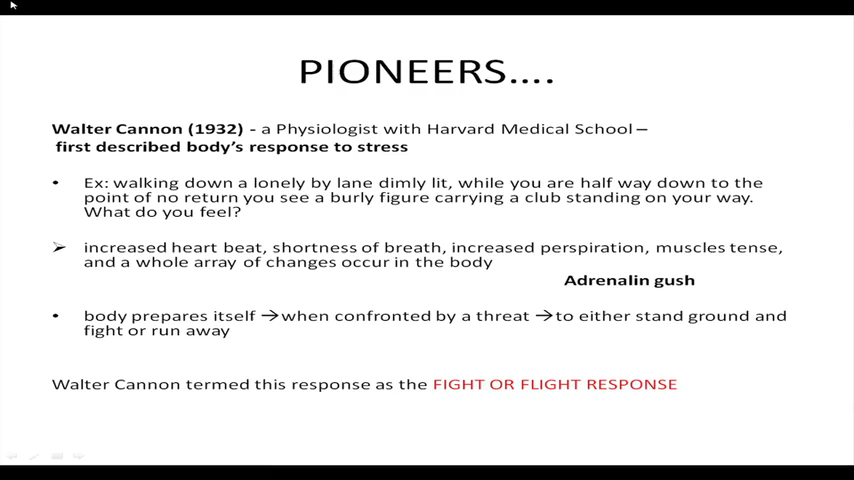 PIONEERS....
Walter Cannon (1932) - a Physiologist with Harvard Medical School –
first described body's response to stress
• Ex: walking down a lonely by lane dimly lit, while you are half way down to the
point of no return you see a burly figure carrying a club standing on your way.
What do you feel?
➢ increased heart beat, shortness of breath, increased perspiration, muscles tense,
and a whole array of changes occur in the body
Adrenalin gush
• body prepares itself →when confronted by a threat →to either stand ground and
fight or run away
Walter Cannon termed this response as the FIGHT OR FLIGHT RESPONSE